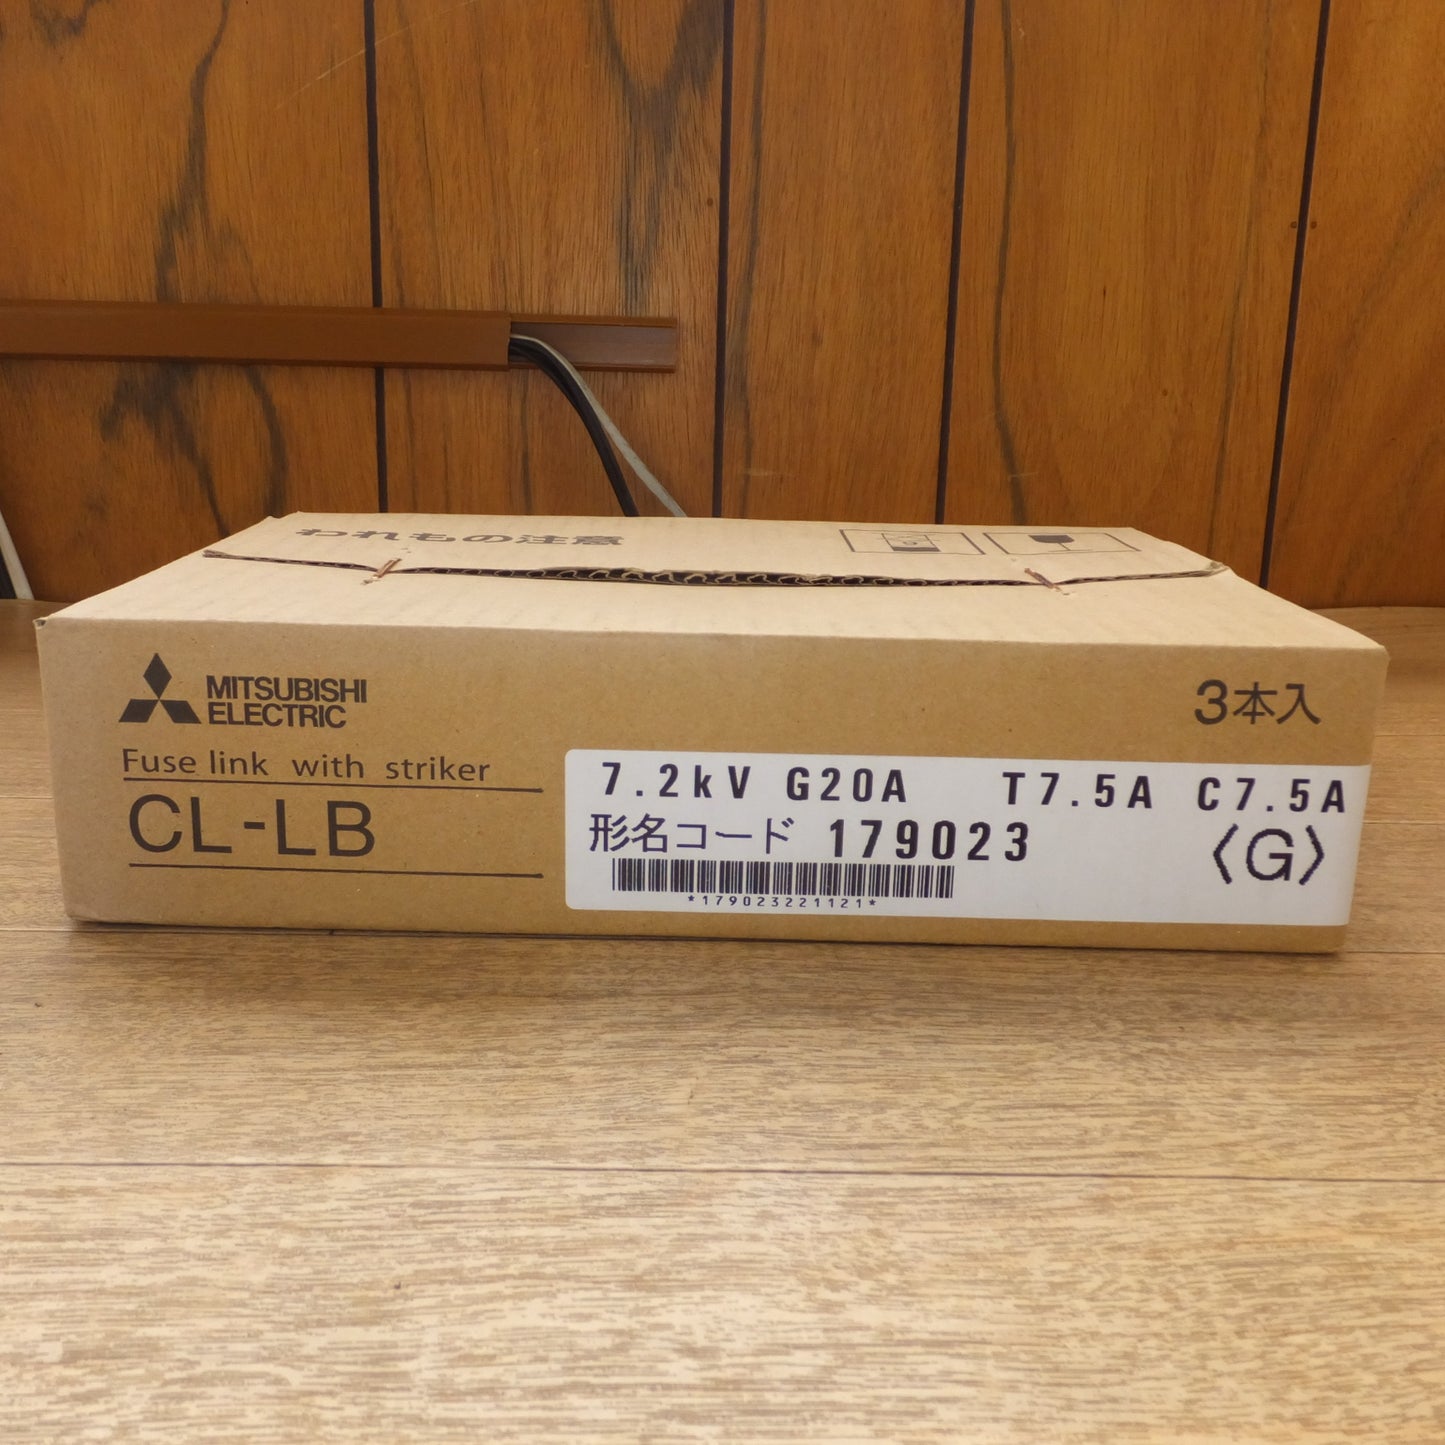 われもの注意
MITSUBISHI
ELECTRIC
3本入
Fuse link with striker
CL-LB
7.2kV G20A T7.5A C7.5A
形名コード 179023 〈G〉
*179023221121*